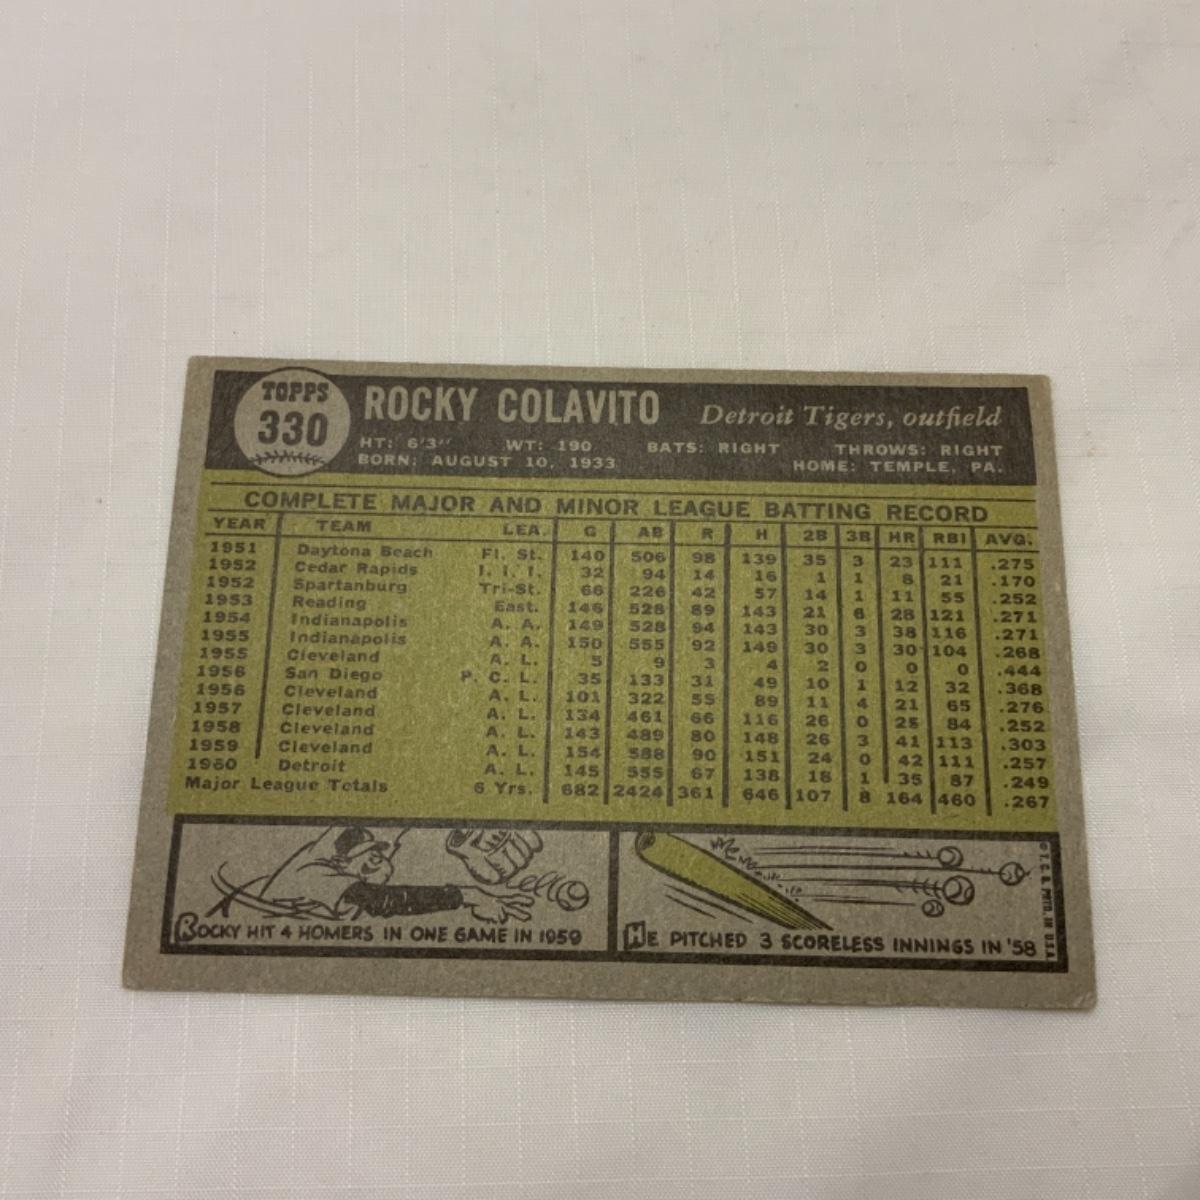 TOPPS
330
ROCKY COLAVITO Detroit Tigers, outfield
HT: 6'3" WT: 190 BATS: RIGHT THROWS: RIGHT
BORN: AUGUST 10, 1933 HOME: TEMPLE, PA.
COMPLETE MAJOR AND MINOR LEAGUE BATTING RECORD
YEAR TEAM LEA. G AB R H 2B 3B HR RBI AVG.
1951 Daytona Beach Fl. St. 140 506 98 139 35 3 23 111 .275
1952 Cedar Rapids I. I. I. 32 94 14 16 1 1 8 21 .170
1952 Spartanburg Tri-St. 66 226 42 57 14 1 11 55 .252
1953 Reading East. 146 528 89 143 21 6 28 121 .271
1954 Indianapolis A. A. 149 528 94 143 30 3 38 116 .271
1955 Indianapolis A. A. 150 555 92 149 30 3 30 104 .268
1955 Cleveland A. L. 5 9 3 4 2 0 0 0 .444
1956 San Diego P. C. L. 35 133 31 49 10 1 12 32 .368
1956 Cleveland A. L. 101 322 55 89 11 4 21 65 .276
1957 Cleveland A. L. 134 461 66 116 26 0 25 84 .252
1958 Cleveland A. L. 143 489 80 148 26 3 41 113 .303
1959 Cleveland A. L. 154 588 90 151 24 0 42 111 .257
1960 Detroit A. L. 145 555 67 138 18 1 35 87 .249
Major League Totals 6 Yrs. 682 2424 361 646 107 8 164 460 .267
ROCKY HIT 4 HOMERS IN ONE GAME IN 1959
HE PITCHED 3 SCORELESS INNINGS IN '58
© T.C.G. PRTD. IN U.S.A.